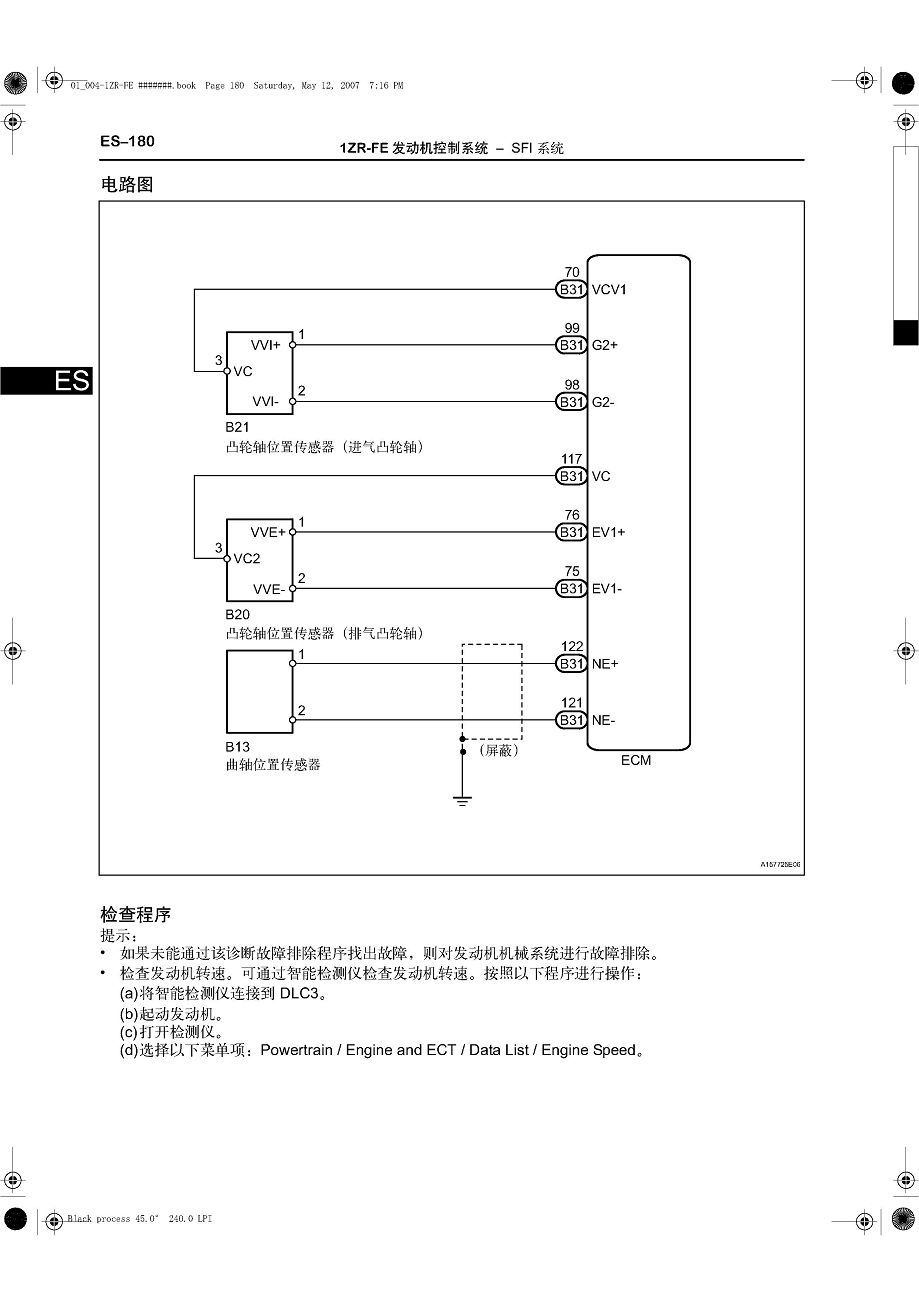 01_004-1ZR-FE #######.book  Page 180  Saturday, May 12, 2007  7:16 PM
ES–180
1ZR-FE 发动机控制系统 – SFI 系统
电路图
70
B31 VCV1
99
1
VVI+ B31 G2+
3
VC
98
2
VVI- B31 G2-
ES
B21
凸轮轴位置传感器（进气凸轮轴）
117
B31 VC
76
1
VVE+ B31 EV1+
3
VC2
75
2
VVE- B31 EV1-
B20
凸轮轴位置传感器（排气凸轮轴）
122
1
B31 NE+
121
2
B31 NE-
B13
（屏蔽）
曲轴位置传感器
ECM
A157725E06
检查程序
提示：
• 如果未能通过该诊断故障排除程序找出故障，则对发动机机械系统进行故障排除。
• 检查发动机转速。可通过智能检测仪检查发动机转速。按照以下程序进行操作：
(a)将智能检测仪连接到 DLC3。
(b)起动发动机。
(c)打开检测仪。
(d)选择以下菜单项：Powertrain / Engine and ECT / Data List / Engine Speed。
Black process 45.0° 240.0 LPI